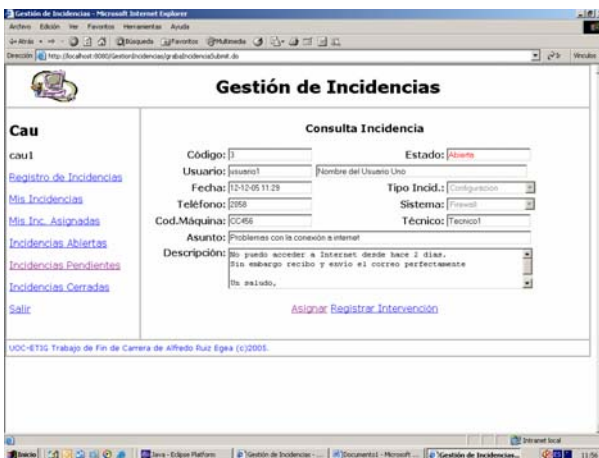 Gestión de Incidencias - Microsoft Internet Explorer
Archivo Edición Ver Favoritos Herramientas Ayuda
Atrás Búsqueda Favoritos Multimedia
Dirección http://localhost:8080/GestionIncidencias/grabaIncidenciaSubmit.do Ir Vínculos
Gestión de Incidencias
Cau
cau1
Registro de Incidencias
Mis Incidencias
Mis Inc. Asignadas
Incidencias Abiertas
Incidencias Pendientes
Incidencias Cerradas
Salir
Consulta Incidencia
Código: 3 Estado: Abierta
Usuario: usuario1 Nombre del Usuario Uno
Fecha: 12-12-05 11:29 Tipo Incid.: Configuración
Teléfono: 2058 Sistema: Firewall
Cod.Máquina: CC456 Técnico: Tecnico1
Asunto: Problemas con la conexión a internet
Descripción: No puedo acceder a Internet desde hace 2 dias.
Sin embargo recibo y envio el correo perfectamente
Un saludo,
Asignar Registrar Intervención
UOC-ETIG Trabajo de Fin de Carrera de Alfredo Ruiz Egea (c)2005.
Intranet local
Inicio Java - Eclipse Platform Gestión de Incidencias - ... Documento1 - Microsoft ... Gestión de Incidencias... 11:56